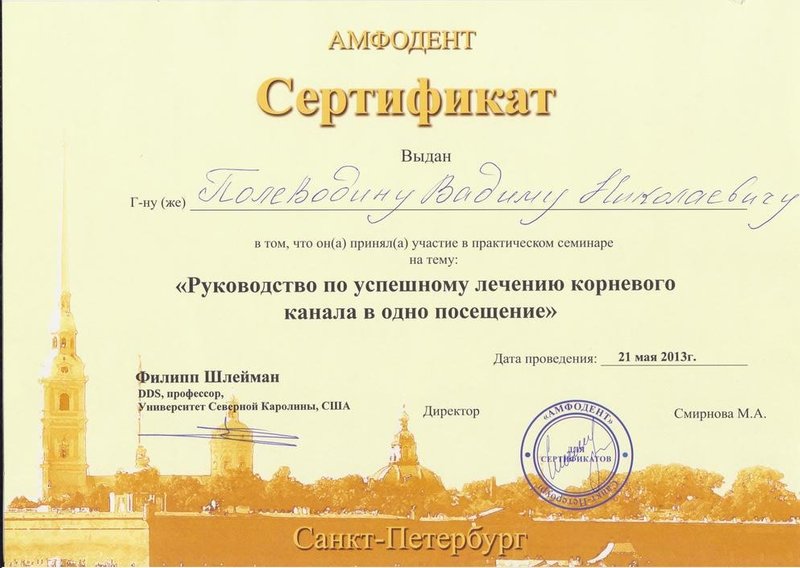 АМФОДЕНТ
Сертификат
Выдан
Г-ну (же) Полеводину Вадиму Николаевичу
в том, что он(а) принял(а) участие в практическом семинаре
на тему:
«Руководство по успешному лечению корневого
канала в одно посещение»
Дата проведения: 21 мая 2013г.
Филипп Шлейман
DDS, профессор,
Университет Северной Каролины, США
Директор
Смирнова М.А.
«АМФОДЕНТ»
ДЛЯ
СЕРТИФИКАТОВ
Санкт-Петербург
Санкт-Петербург